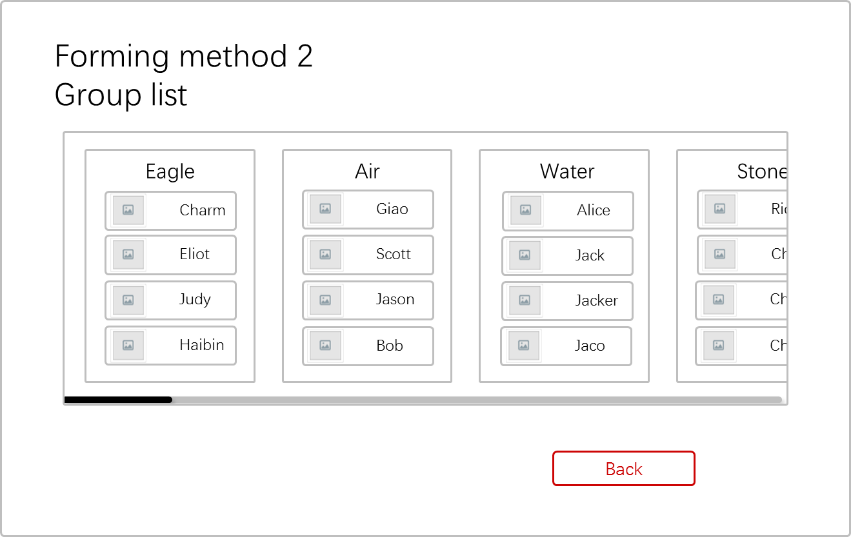 Forming method 2
Group list
Eagle
Charm
Eliot
Judy
Haibin
Air
Giao
Scott
Jason
Bob
Water
Alice
Jack
Jacker
Jaco
Stone
Back